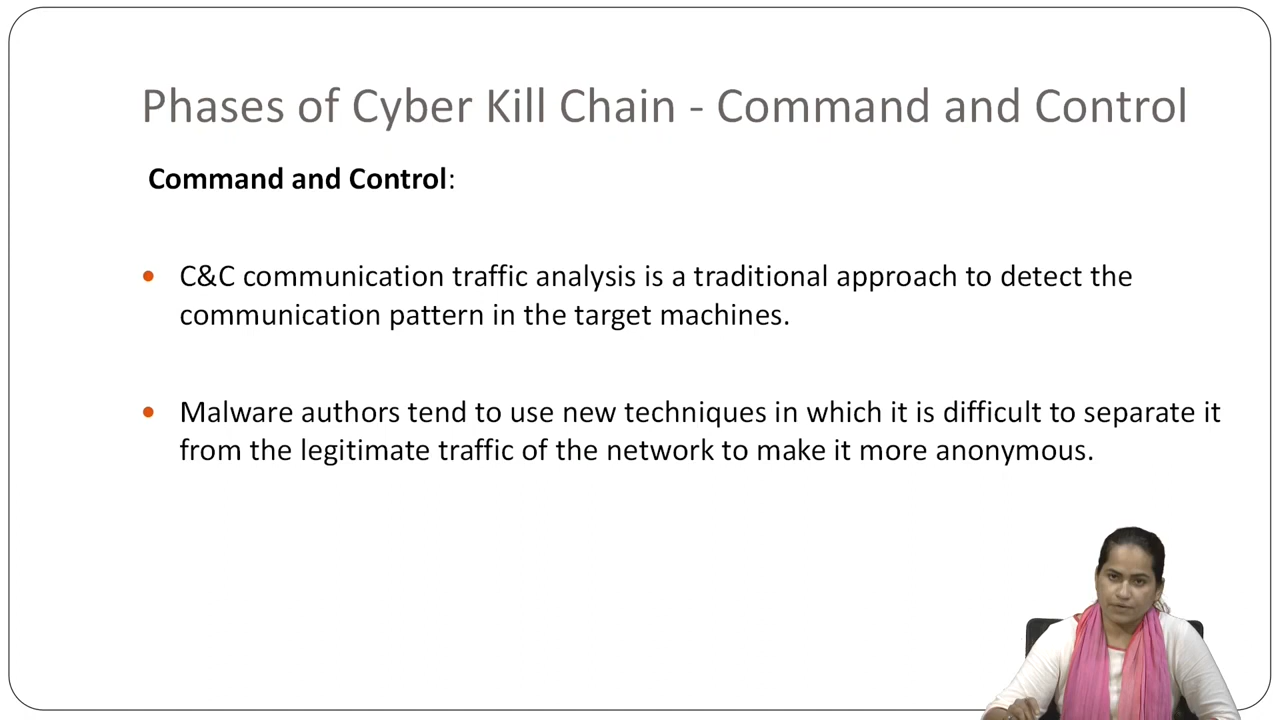 Phases of Cyber Kill Chain - Command and Control
Command and Control:
C&C communication traffic analysis is a traditional approach to detect the
communication pattern in the target machines.
Malware authors tend to use new techniques in which it is difficult to separate it
from the legitimate traffic of the network to make it more anonymous.